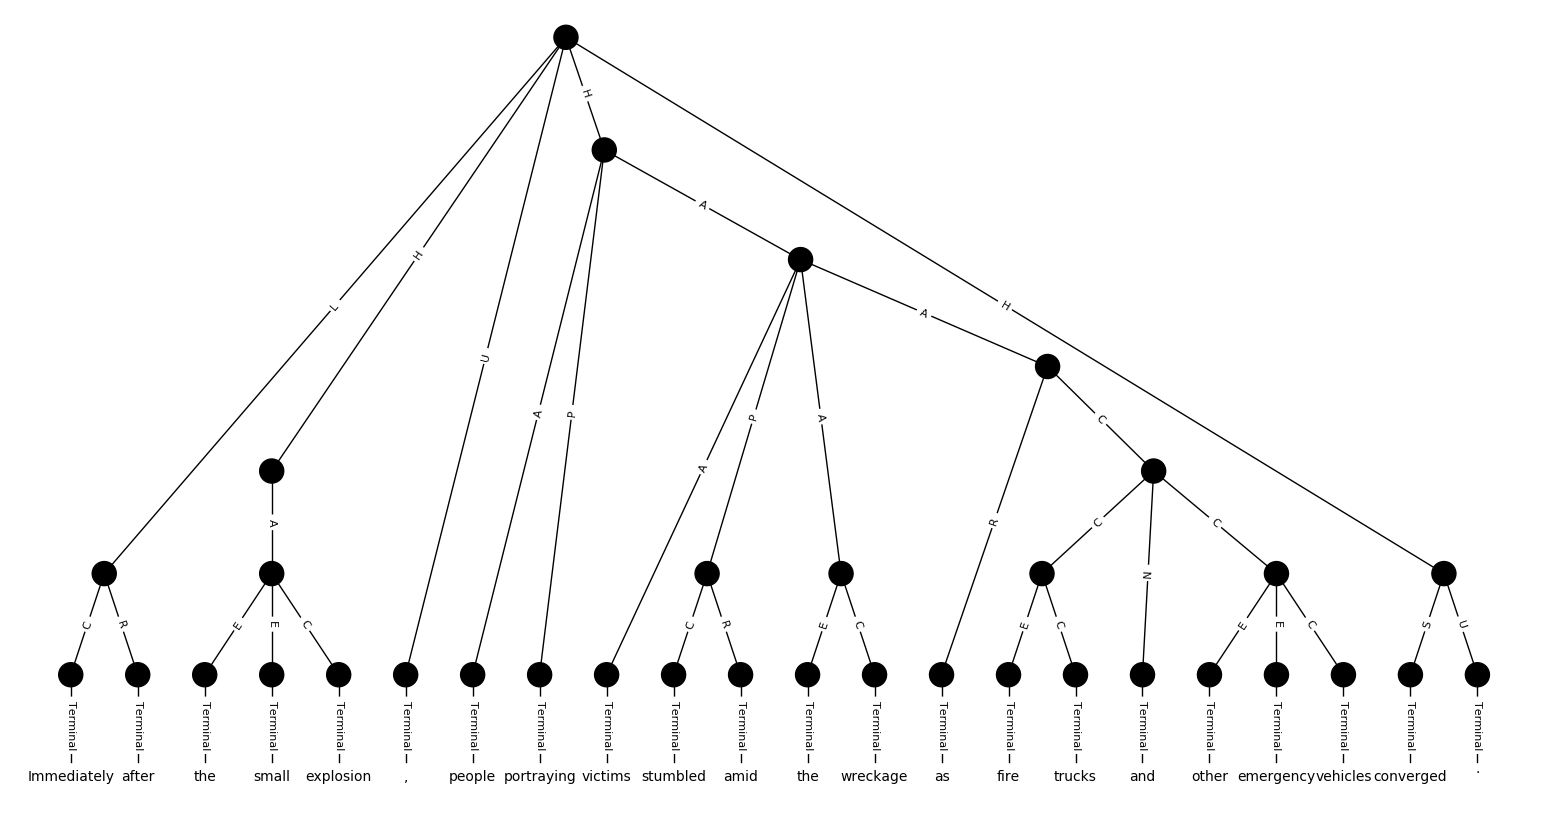 H
A
L
H
U
A
P
A
H
A
P
A
R
C
A
C
N
C
C
R
E
E
C
C
R
E
C
E
C
E
E
C
S
U
Terminal Terminal Terminal Terminal Terminal Terminal Terminal Terminal Terminal Terminal Terminal Terminal Terminal Terminal Terminal Terminal Terminal Terminal Terminal Terminal Terminal Terminal
Immediately after the small explosion , people portraying victims stumbled amid the wreckage as fire trucks and other emergency vehicles converged .